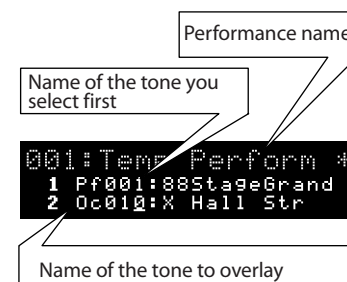 Performance name
Name of the tone you
select first
001:Temp Perform *
1 Pf001:88StageGrand
2 Oc010:X Hall Str
Name of the tone to overlay